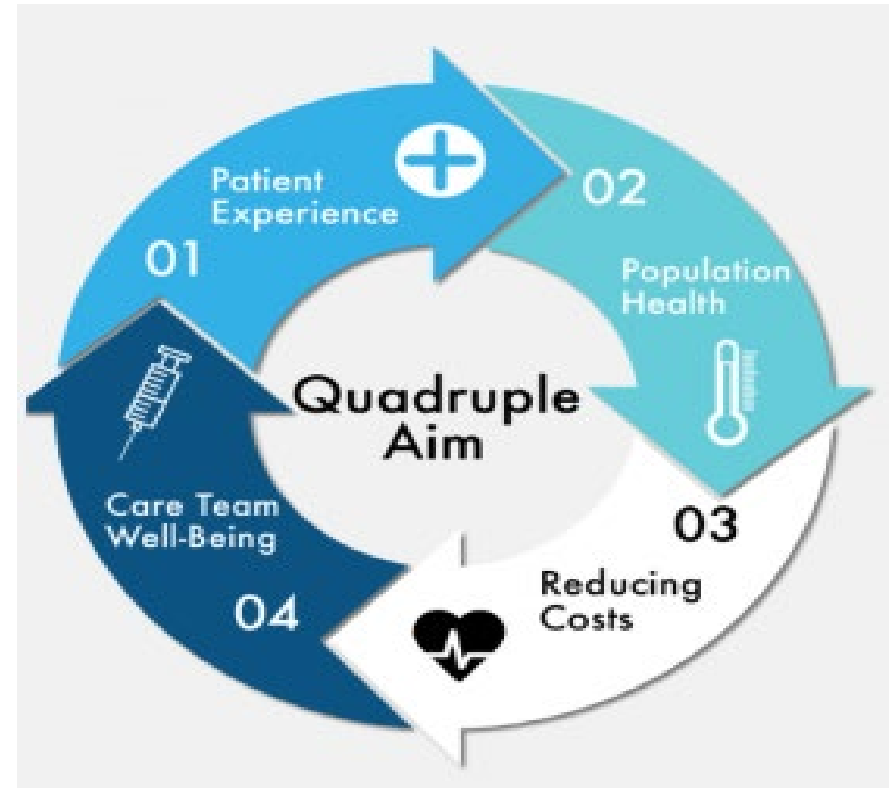 01
Patient
Experience
02
Population
Health
03
Reducing
Costs
04
Care Team
Well-Being
Quadruple
Aim